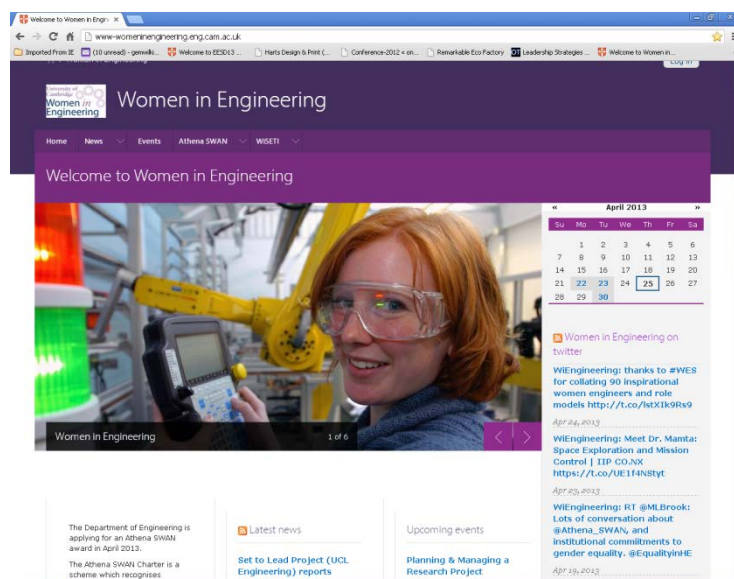 Welcome to Women in Engin
www-womeninengineering.eng.cam.ac.uk
Imported From IE
(10 unread) - gemwillc...
Welcome to EESD13 ...
Harts Design & Print (...
Conference-2012 < on...
Remarkable Eco Factory
Leadership Strategies ...
Welcome to Women in...
Log in
University of
Cambridge
Women in
Engineering
Women in Engineering
Home News Events Athena SWAN WiSETI
Welcome to Women in Engineering
« April 2013 »
Su Mo Tu We Th Fr Sa
1 2 3 4 5 6
7 8 9 10 11 12 13
14 15 16 17 18 19 20
21 22 23 24 25 26 27
28 29 30
Women in Engineering
1 of 6
Women in Engineering on
twitter
WiEngineering: thanks to #WES
for collating 90 inspirational
women engineers and role
models http://t.co/lstXIk9Rs9
Apr 24, 2013
WiEngineering: Meet Dr. Mamta:
Space Exploration and Mission
Control | IIP CO.NX
https://t.co/UE1f4NStyt
Apr 23, 2013
WiEngineering: RT @MLBrook:
Lots of conversation about
@Athena_SWAN, and
institutional commiitments to
gender equality. @EqualityinHE
Apr 19, 2013
The Department of Engineering is
applying for an Athena SWAN
award in April 2013.
The Athena SWAN Charter is a
scheme which recognises
Latest news
Set to Lead Project (UCL
Engineering) reports
Upcoming events
Planning & Managing a
Research Project